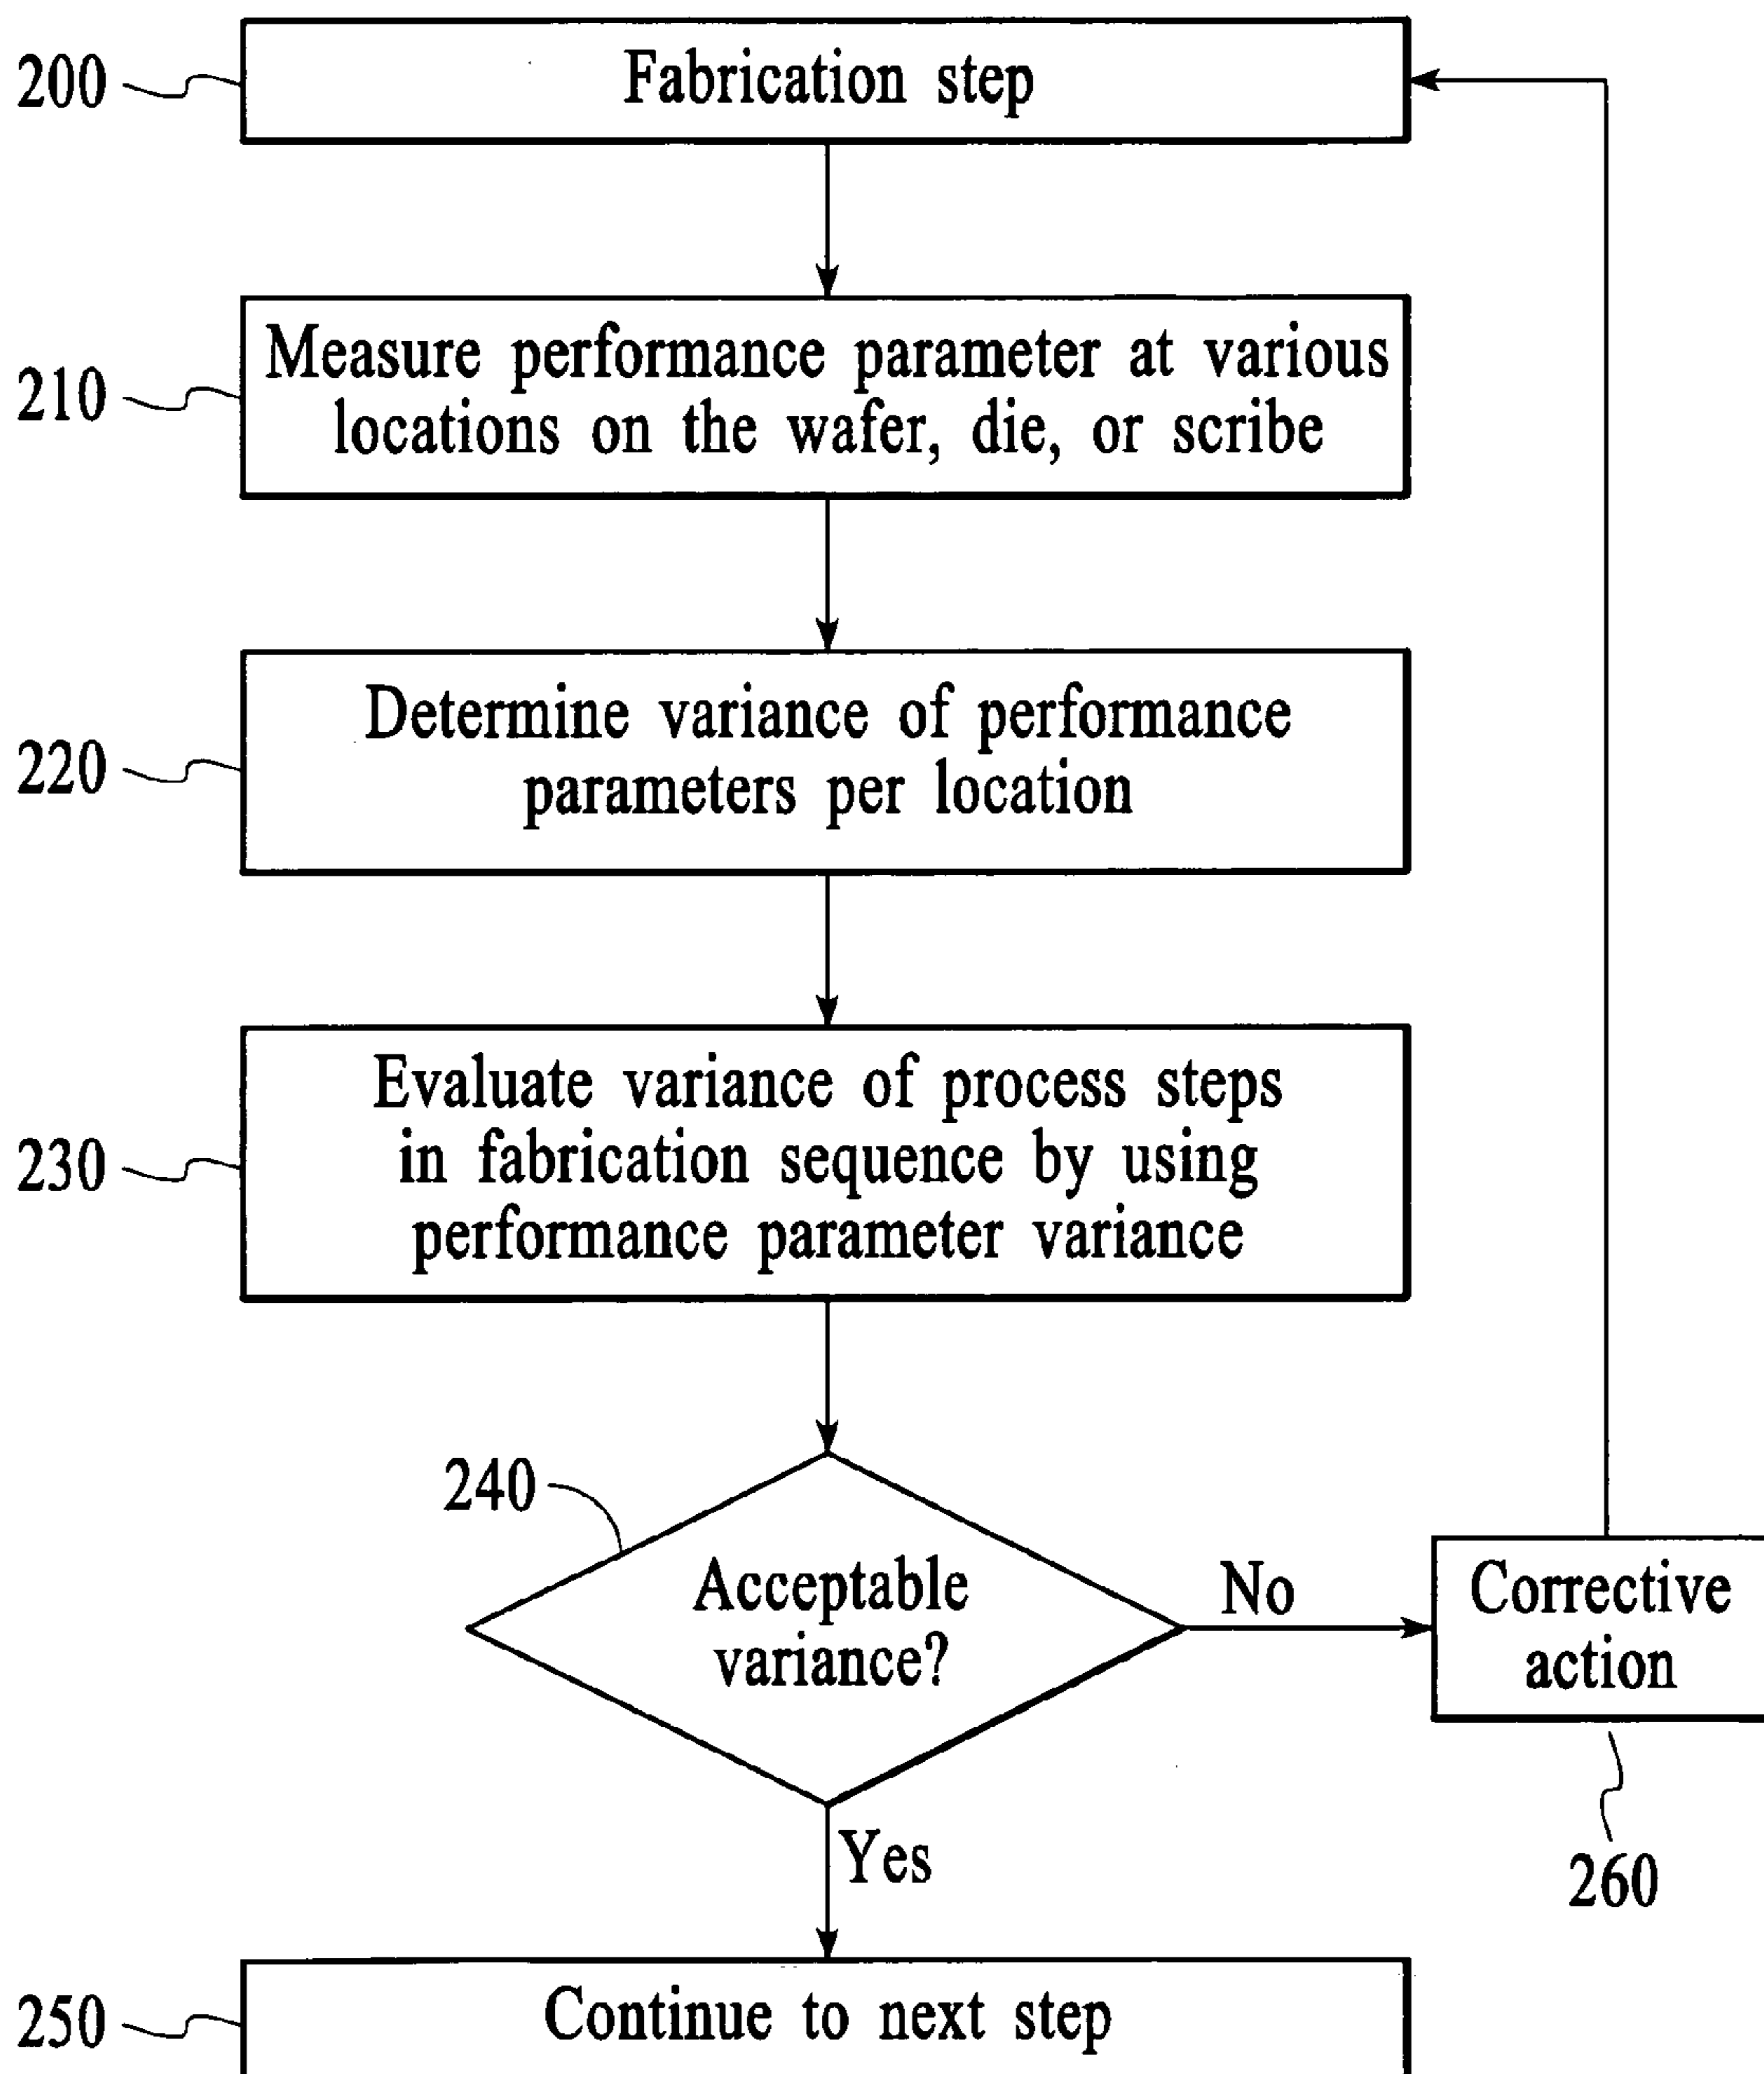 200
Fabrication step
210
Measure performance parameter at various
locations on the wafer, die, or scribe
220
Determine variance of performance
parameters per location
230
Evaluate variance of process steps
in fabrication sequence by using
performance parameter variance
240
Acceptable
variance?
No
Corrective
action
260
Yes
250
Continue to next step